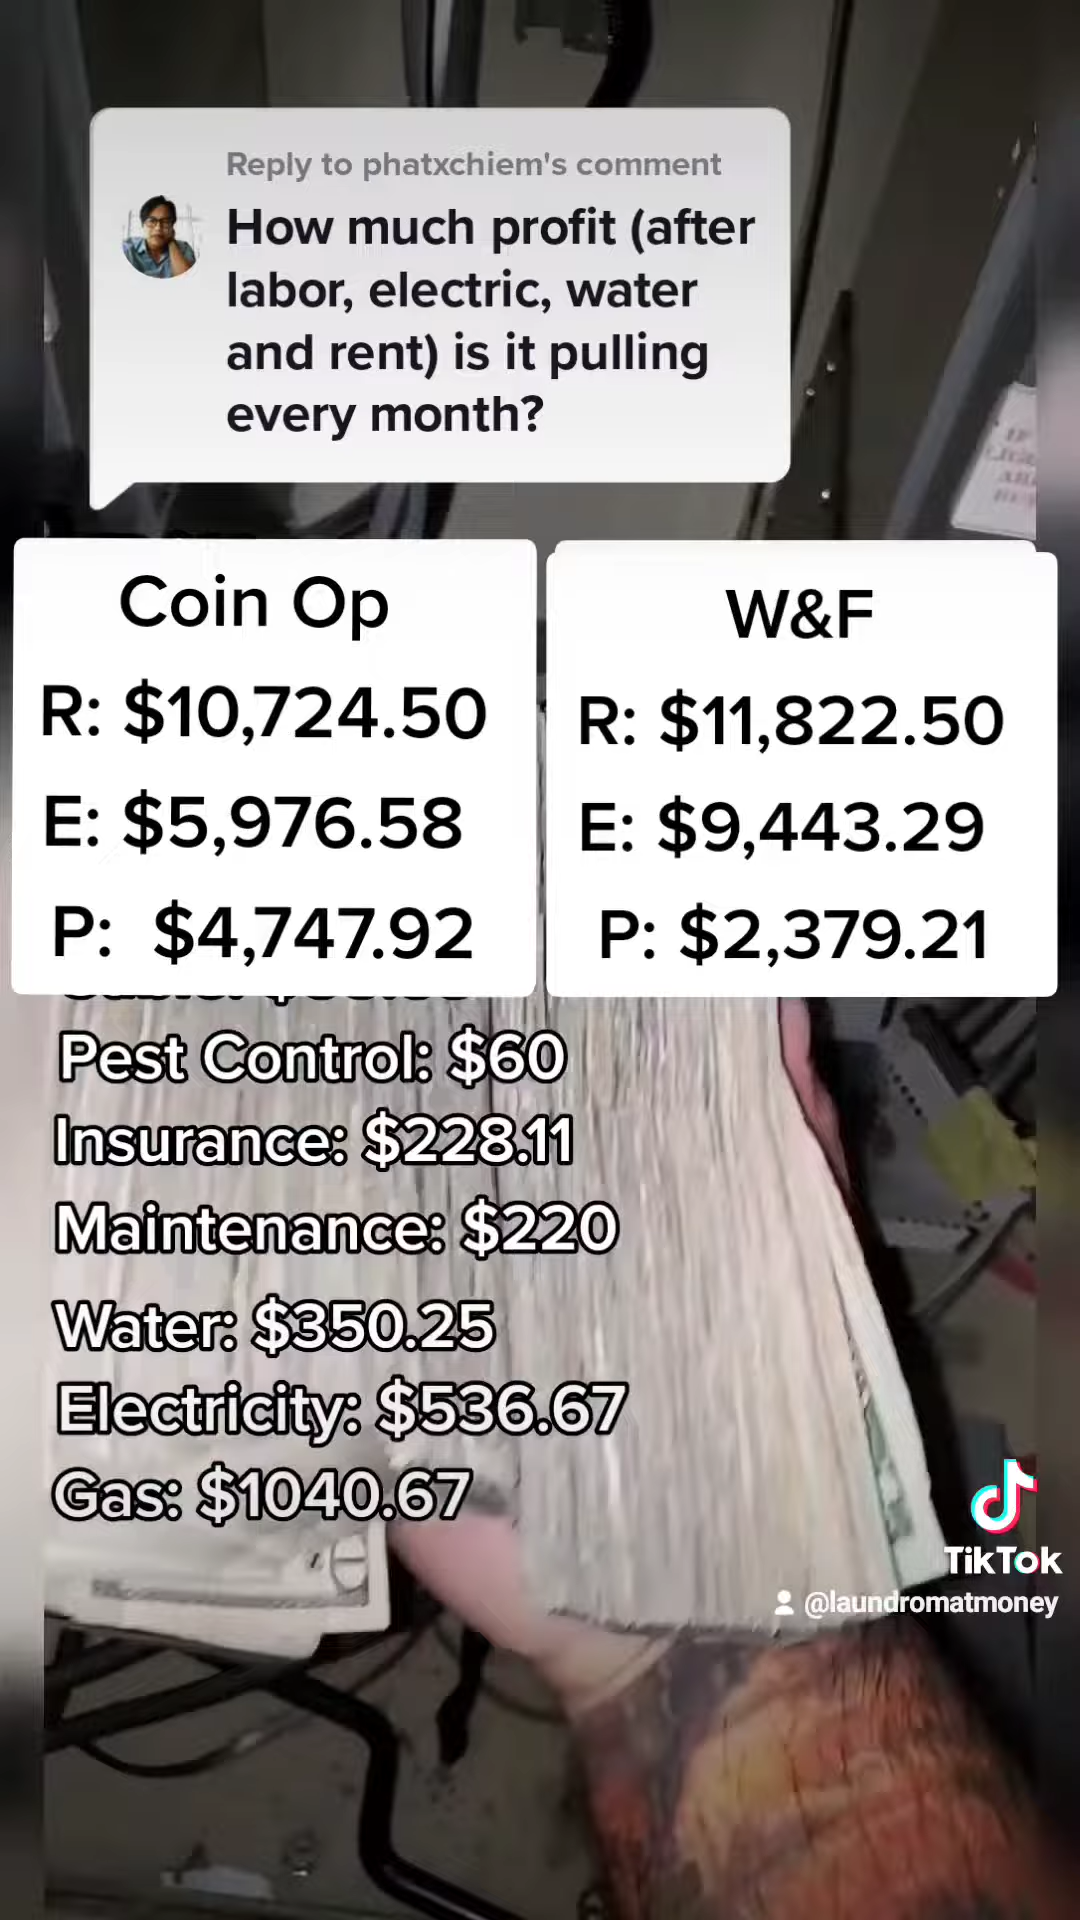 Reply to phatxchiem's comment
How much profit (after
labor, electric, water
and rent) is it pulling
every month?
Coin Op
R: $10,724.50
E: $5,976.58
P: $4,747.92
W&F
R: $11,822.50
E: $9,443.29
P: $2,379.21
Pest Control: $60
Insurance: $228.11
Maintenance: $220
Water: $350.25
Electricity: $536.67
Gas: $1040.67
TikTok
@laundromatmoney